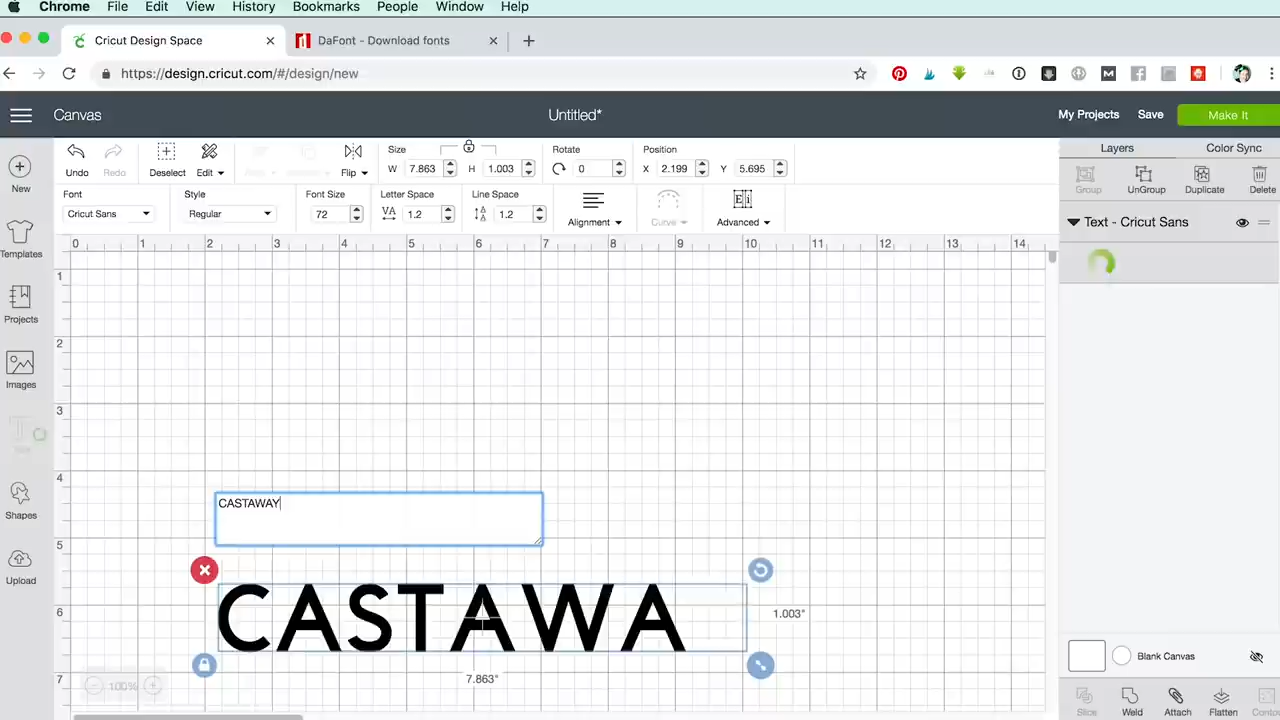 Chrome File Edit View History Bookmarks People Window Help
Cricut Design Space DaFont - Download fonts
https://design.cricut.com/#/design/new
Canvas Untitled* My Projects Save Make It
Size Rotate Position Layers Color Sync
W 7.863 H 1.003 0 X 2.199 Y 5.695
Undo Redo Deselect Edit Flip Group UnGroup Duplicate Delete
New
Font Style Font Size Letter Space Line Space
Cricut Sans Regular 72 VA 1.2 1.2
Alignment Curve Advanced
Text - Cricut Sans
0 1 2 3 4 5 6 7 8 9 10 11 12 13 14
Templates
1
Projects
2
Images
3
4
CASTAWAY
Shapes
5
Upload
CASTAWA
6
1.003"
Blank Canvas
7.863"
7
100%
Slice Weld Attach Flatten Contou